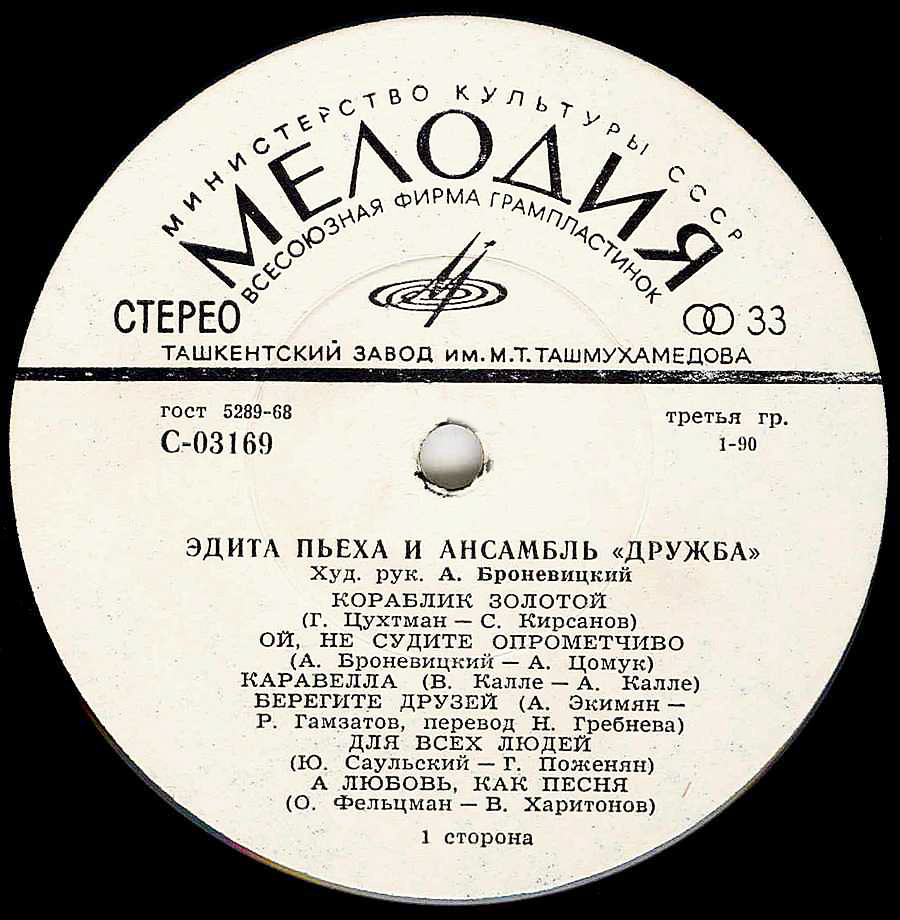 МИНИСТЕРСТВО КУЛЬТУРЫ СССР
МЕЛОДИЯ
ВСЕСОЮЗНАЯ ФИРМА ГРАМПЛАСТИНОК
СТЕРЕО
33
ТАШКЕНТСКИЙ ЗАВОД ИМ. М.Т. ТАШМУХАМЕДОВА
гост 5289-68
третья гр.
С-03169
1-90
ЭДИТА ПЬЕХА И АНСАМБЛЬ «ДРУЖБА»
Худ. рук. А. Броневицкий
КОРАБЛИК ЗОЛОТОЙ
(Г. Цухтман — С. Кирсанов)
ОЙ, НЕ СУДИТЕ ОПРОМЕТЧИВО
(А. Броневицкий — А. Цомук)
КАРАВЕЛЛА (В. Калле — А. Калле)
БЕРЕГИТЕ ДРУЗЕЙ (А. Экимян —
Р. Гамзатов, перевод Н. Гребнева)
ДЛЯ ВСЕХ ЛЮДЕЙ
(Ю. Саульский — Г. Поженян)
А ЛЮБОВЬ, КАК ПЕСНЯ
(О. Фельцман — В. Харитонов)
1 сторона